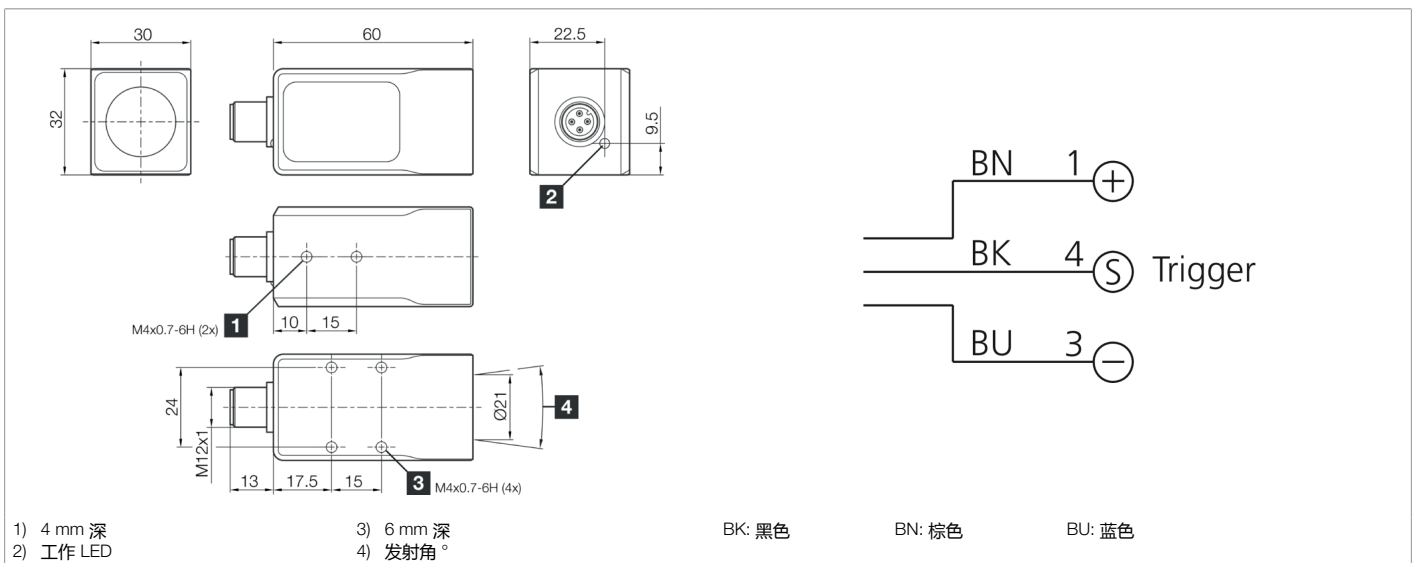 30
60
22.5
32
9.5
2
BN 1 +
BK 4 S Trigger
BU 3 −
M4x0.7-6H (2x) 1 10 15
24
M12x1
Ø21
4
13 17.5 15 3 M4x0.7-6H (4x)
1) 4 mm 深
2) 工作 LED
3) 6 mm 深
4) 发射角 °
BK: 黑色 BN: 棕色 BU: 蓝色